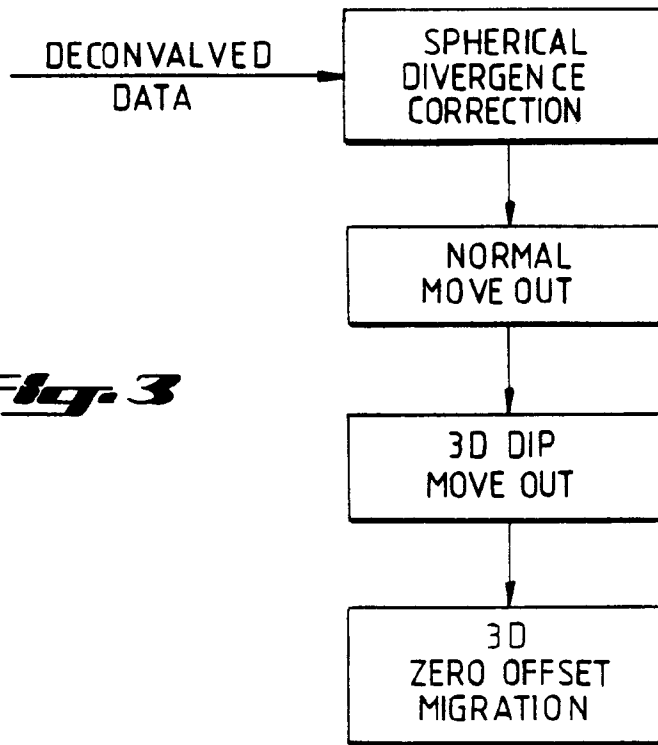 DECONVALVED
DATA
SPHERICAL
DIVERGENCE
CORRECTION
NORMAL
MOVE OUT
Fig. 3
3D DIP
MOVE OUT
3D
ZERO OFFSET
MIGRATION